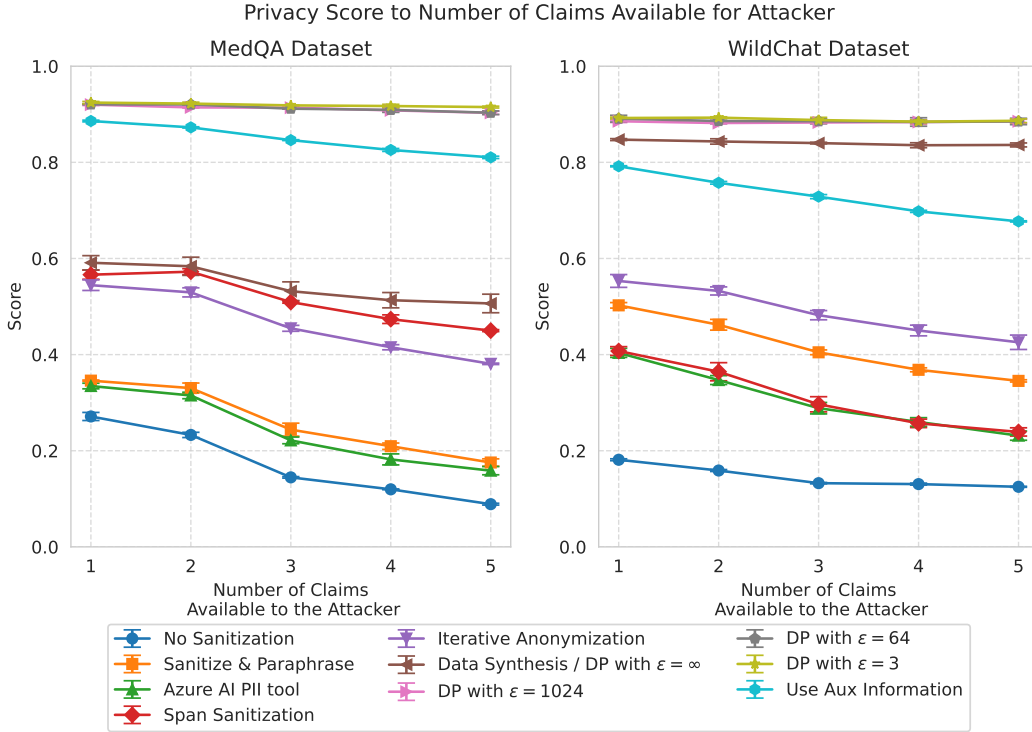 Privacy Score to Number of Claims Available for Attacker
MedQA Dataset
Score
1.0
0.8
0.6
0.4
0.2
0.0
1 2 3 4 5
Number of Claims
Available to the Attacker
WildChat Dataset
Score
1.0
0.8
0.6
0.4
0.2
0.0
1 2 3 4 5
Number of Claims
Available to the Attacker
No Sanitization
Sanitize & Paraphrase
Azure AI PII tool
Span Sanitization
Iterative Anonymization
Data Synthesis / DP with ε = ∞
DP with ε = 1024
DP with ε = 64
DP with ε = 3
Use Aux Information